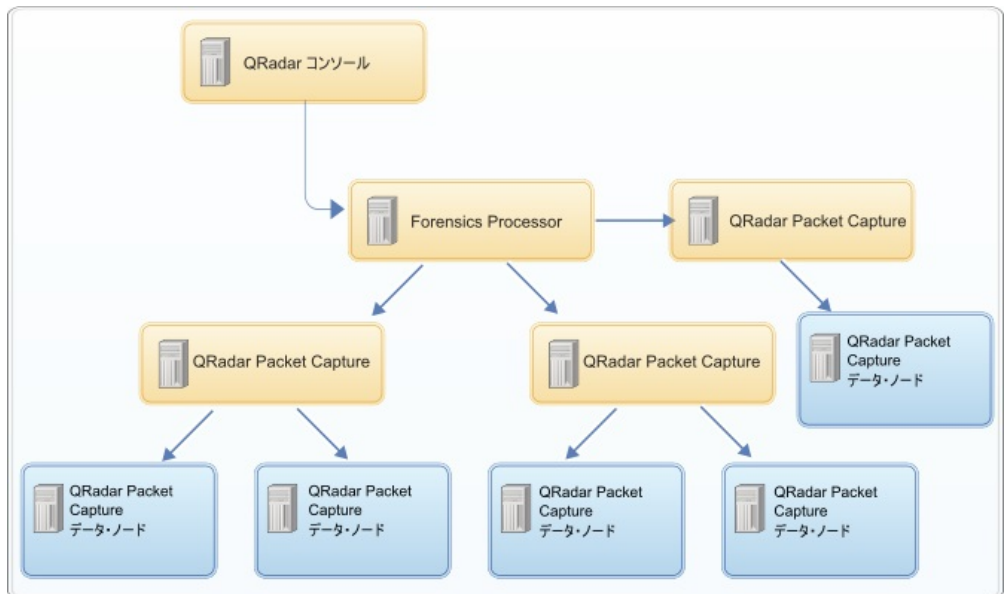 QRadar コンソール
Forensics Processor
QRadar Packet Capture
QRadar Packet Capture
QRadar Packet Capture
QRadar Packet
Capture
データ・ノード
QRadar Packet
Capture
データ・ノード
QRadar Packet
Capture
データ・ノード
QRadar Packet
Capture
データ・ノード
QRadar Packet
Capture
データ・ノード